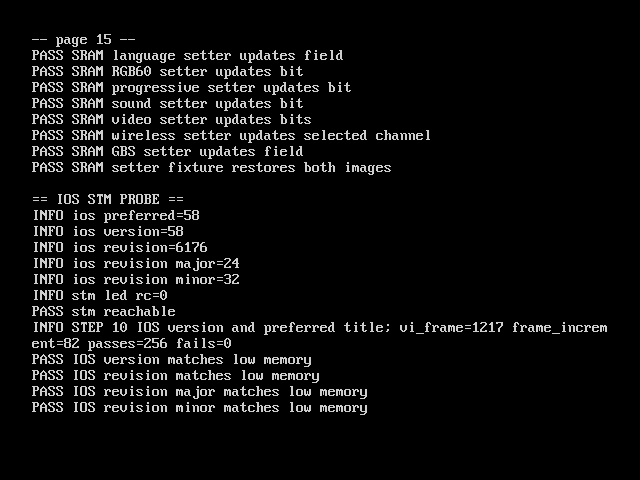 -- page 15 --
PASS SRAM language setter updates field
PASS SRAM RGB60 setter updates bit
PASS SRAM progressive setter updates bit
PASS SRAM sound setter updates bit
PASS SRAM video setter updates bits
PASS SRAM wireless setter updates selected channel
PASS SRAM GBS setter updates field
PASS SRAM setter fixture restores both images
== IOS STM PROBE ==
INFO ios preferred=58
INFO ios version=58
INFO ios revision=6176
INFO ios revision major=24
INFO ios revision minor=32
INFO stm led rc=0
PASS stm reachable
INFO STEP 10 IOS version and preferred title; vi_frame=1217 frame_increm
ent=82 passes=256 fails=0
PASS IOS version matches low memory
PASS IOS revision matches low memory
PASS IOS revision major matches low memory
PASS IOS revision minor matches low memory